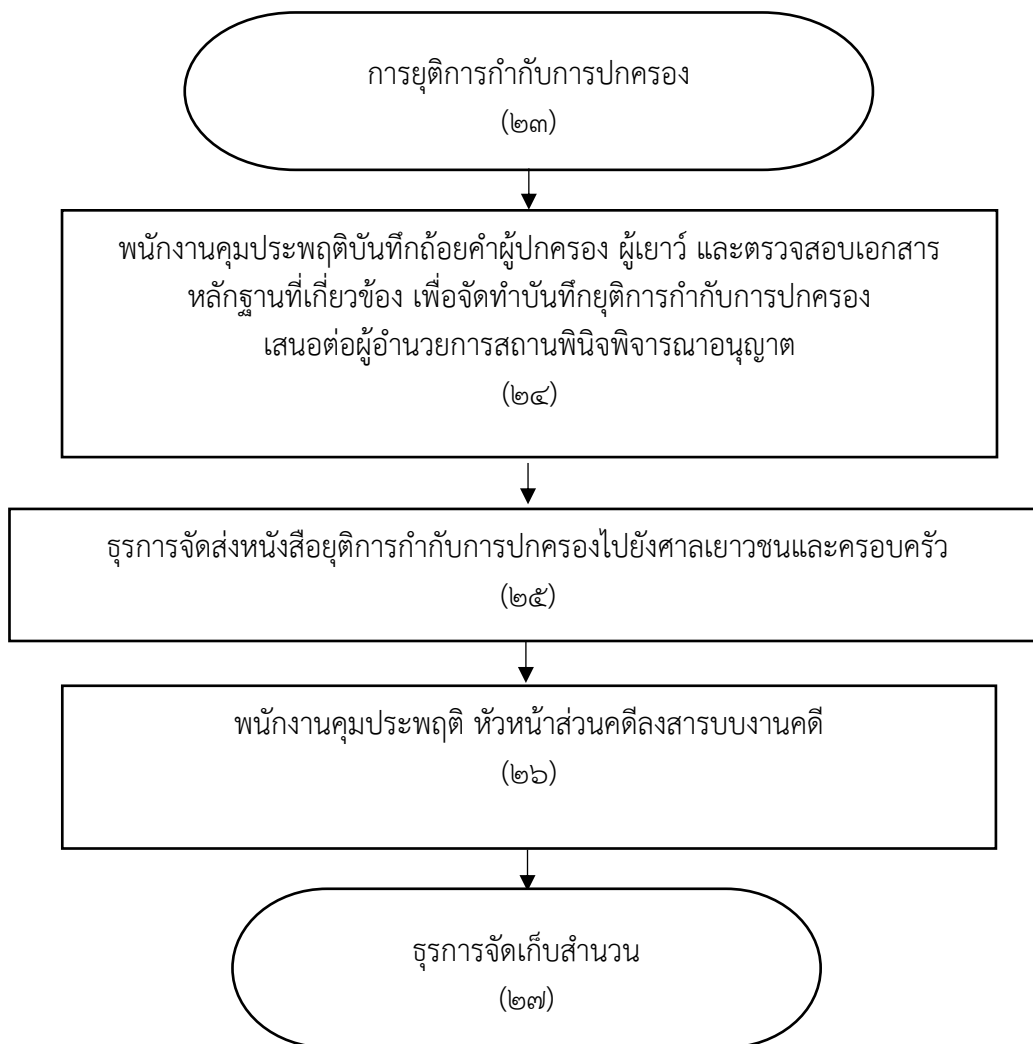 การยุติการกำกับการปกครอง
(๒๓)
พนักงานคุมประพฤติบันทึกถ้อยคำผู้ปกครอง ผู้เยาว์ และตรวจสอบเอกสาร
หลักฐานที่เกี่ยวข้อง เพื่อจัดทำบันทึกยุติการกำกับการปกครอง
เสนอต่อผู้อำนวยการสถานพินิจพิจารณาอนุญาต
(๒๔)
ธุรการจัดส่งหนังสือยุติการกำกับการปกครองไปยังศาลเยาวชนและครอบครัว
(๒๕)
พนักงานคุมประพฤติ หัวหน้าส่วนคดีลงสารบบงานคดี
(๒๖)
ธุรการจัดเก็บสำนวน
(๒๗)